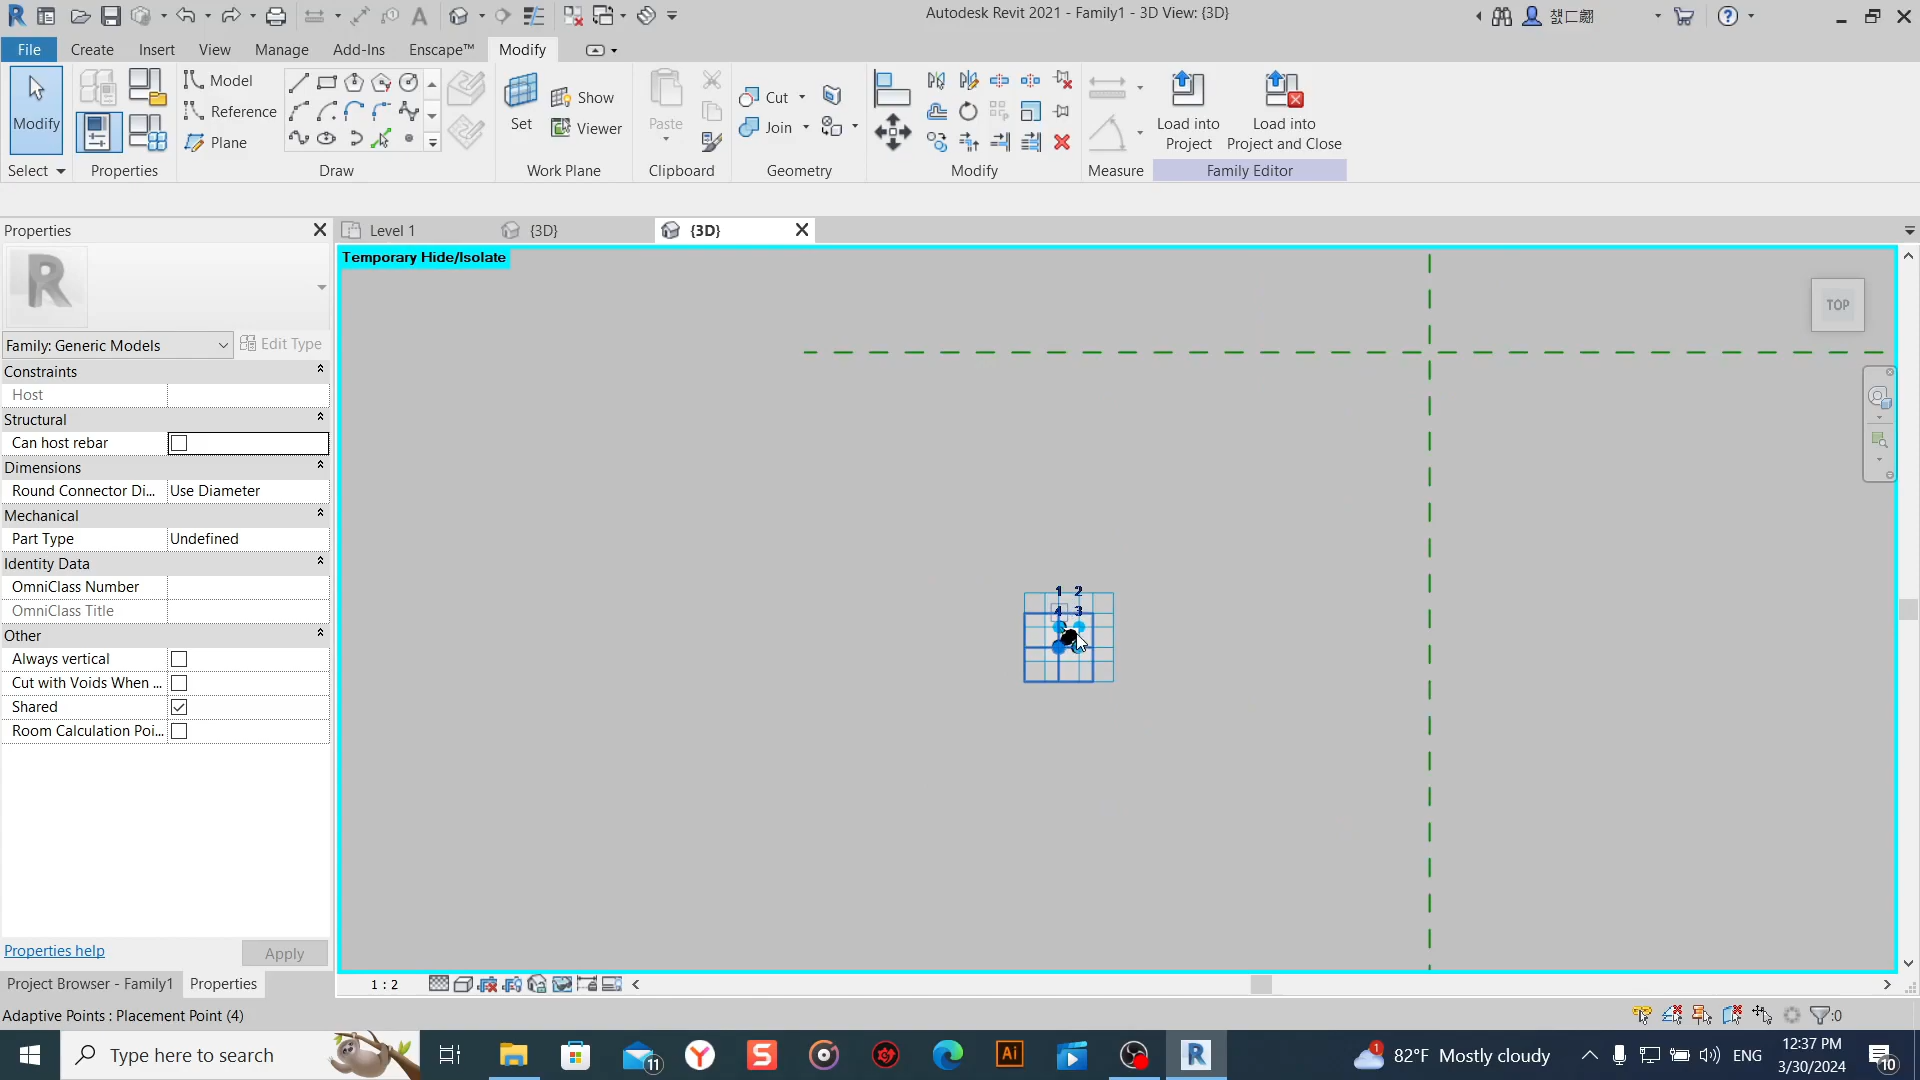 Autodesk Revit 2021 - Family1 - 3D View: {3D}
File
Create
Insert
View
Manage
Add-Ins
Enscape™
Modify
Modify
Model
Reference
Plane
Set
Show
Viewer
Paste
Cut
Join
Load into
Project
Load into
Project and Close
Select
Properties
Draw
Work Plane
Clipboard
Geometry
Modify
Measure
Family Editor
Properties
Level 1
{3D}
{3D}
Temporary Hide/Isolate
TOP
R
Family: Generic Models
Edit Type
Constraints
Host
Structural
Can host rebar
Dimensions
Round Connector Di... Use Diameter
Mechanical
Part Type Undefined
Identity Data
OmniClass Number
OmniClass Title
Other
Always vertical
Cut with Voids When ...
Shared
Room Calculation Poi...
1 2
4 3
Properties help
Apply
Project Browser - Family1
Properties
1 : 2
Adaptive Points : Placement Point (4)
:0
Type here to search
11
Ai
R
1
82°F Mostly cloudy
ENG
12:37 PM
3/30/2024
10